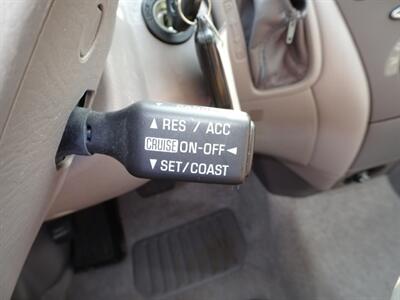 ▲ RES / ACC
CRUISE ON-OFF ◄
▼ SET/COAST